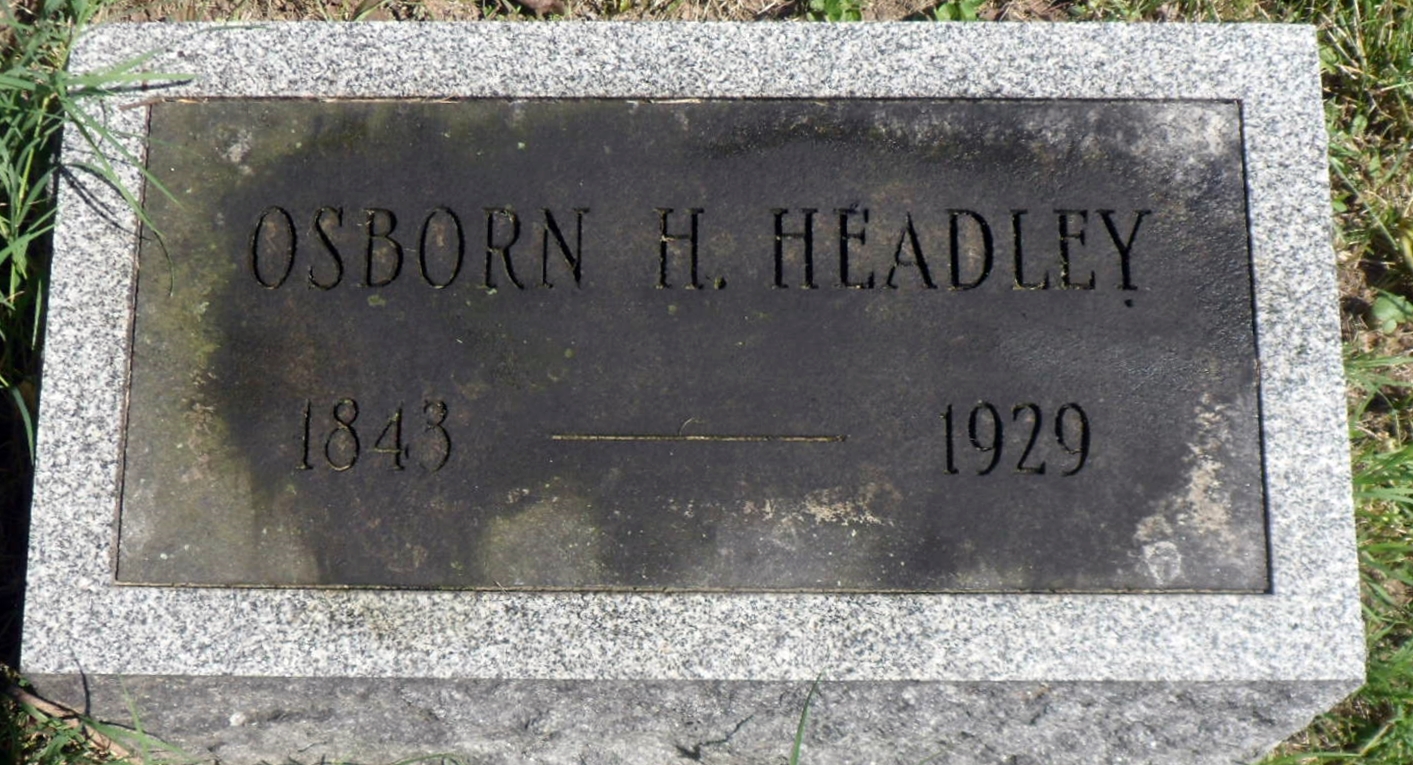 OSBORN H. HEADLEY
1843 — 1929